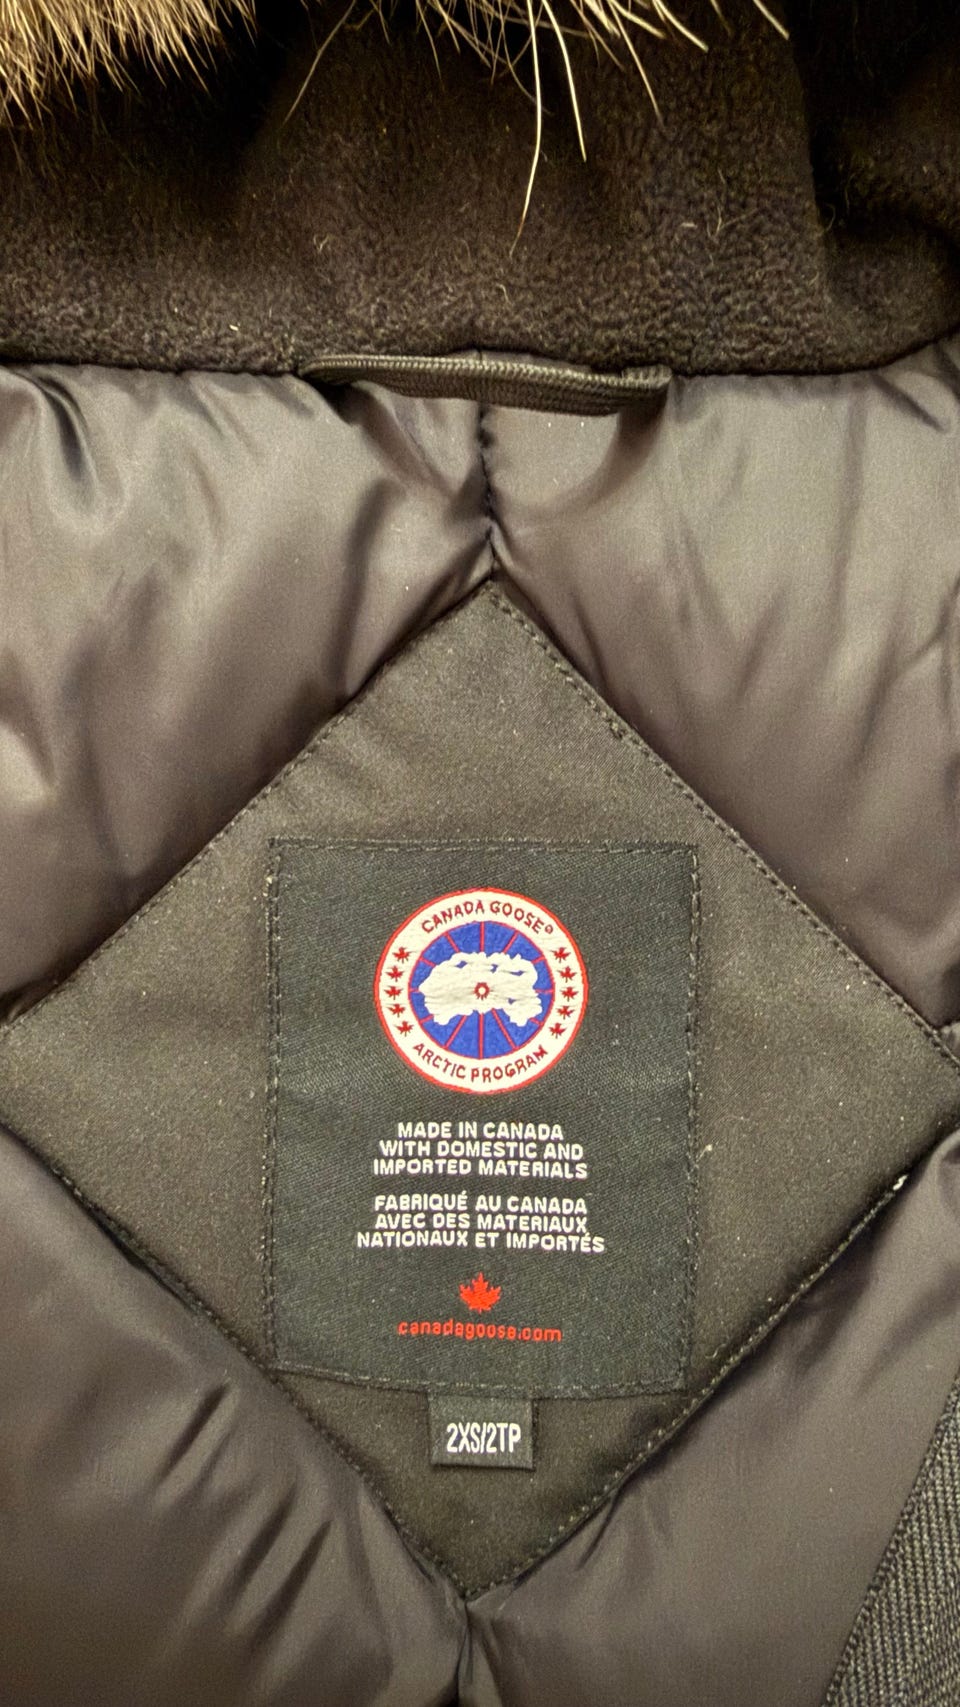 CANADA GOOSE®
ARCTIC PROGRAM
MADE IN CANADA
WITH DOMESTIC AND
IMPORTED MATERIALS
FABRIQUÉ AU CANADA
AVEC DES MATERIAUX
NATIONAUX ET IMPORTÉS
canadagoose.com
2XS/2TP